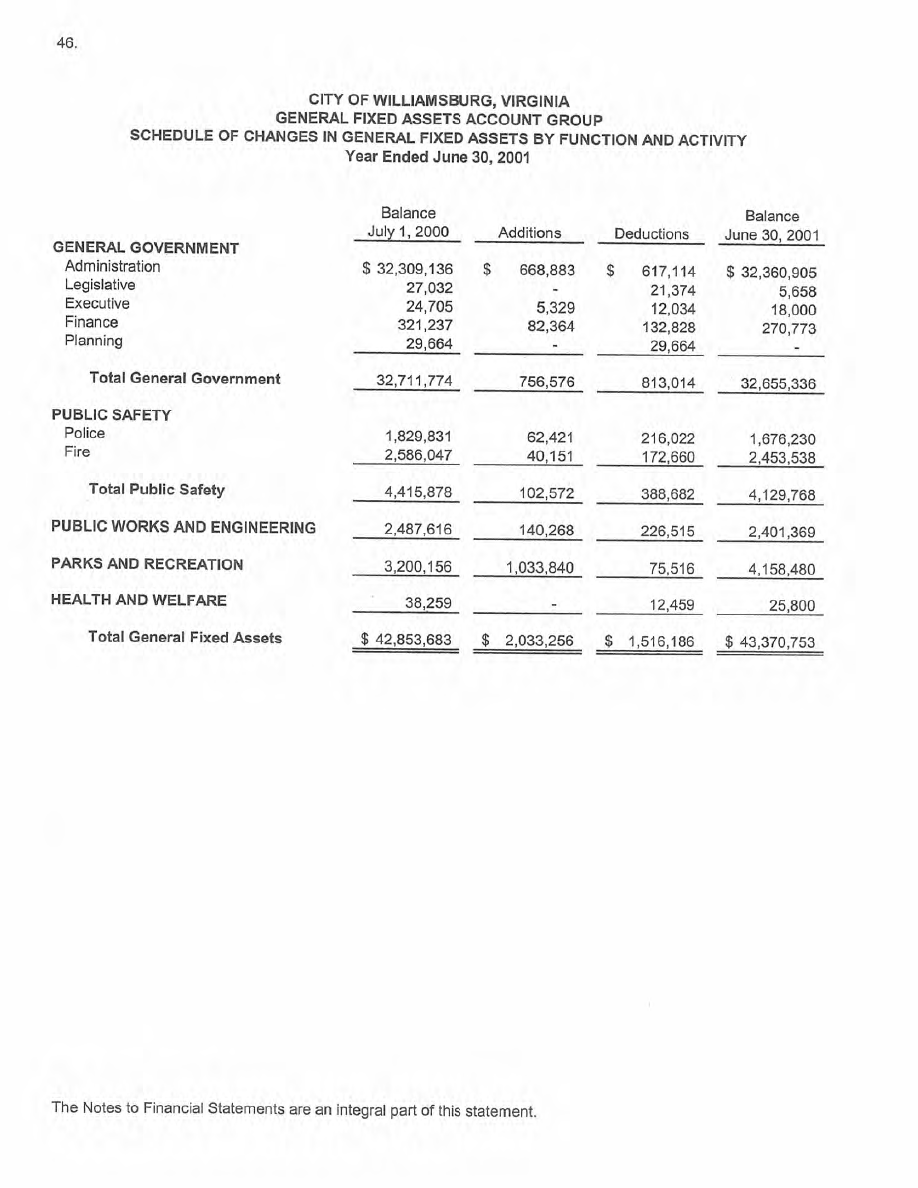 46.
CITY OF WILLIAMSBURG, VIRGINIA
GENERAL FIXED ASSETS ACCOUNT GROUP
SCHEDULE OF CHANGES IN GENERAL FIXED ASSETS BY FUNCTION AND ACTIVITY
Year Ended June 30, 2001
Balance Balance
July 1, 2000 Additions Deductions June 30, 2001
GENERAL GOVERNMENT
Administration $ 32,309,136 $ 668,883 $ 617,114 $ 32,360,905
Legislative 27,032 - 21,374 5,658
Executive 24,705 5,329 12,034 18,000
Finance 321,237 82,364 132,828 270,773
Planning 29,664 - 29,664 -
Total General Government 32,711,774 756,576 813,014 32,655,336
PUBLIC SAFETY
Police 1,829,831 62,421 216,022 1,676,230
Fire 2,586,047 40,151 172,660 2,453,538
Total Public Safety 4,415,878 102,572 388,682 4,129,768
PUBLIC WORKS AND ENGINEERING 2,487,616 140,268 226,515 2,401,369
PARKS AND RECREATION 3,200,156 1,033,840 75,516 4,158,480
HEALTH AND WELFARE 38,259 - 12,459 25,800
Total General Fixed Assets $ 42,853,683 $ 2,033,256 $ 1,516,186 $ 43,370,753
The Notes to Financial Statements are an integral part of this statement.